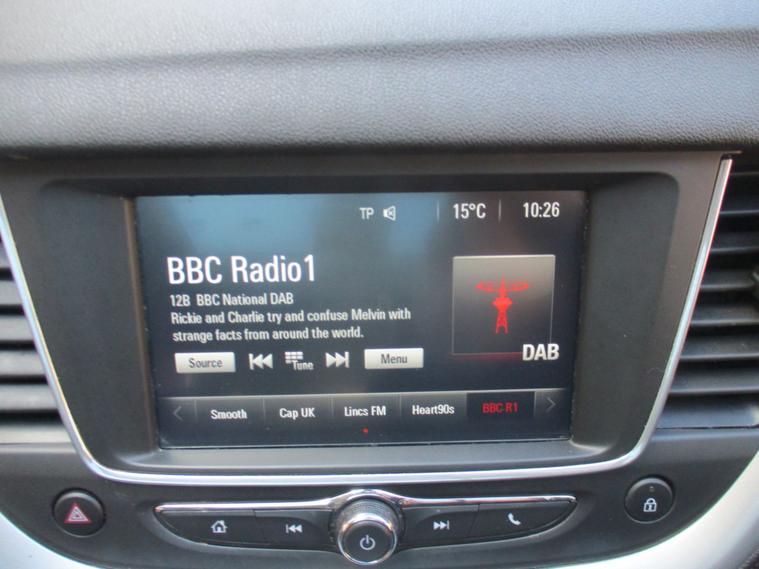 TP 15°C 10:26
BBC Radio1
12B BBC National DAB
Rickie and Charlie try and confuse Melvin with
strange facts from around the world.
DAB
Source Tune Menu
Smooth Cap UK Lincs FM Heart90s BBC R1